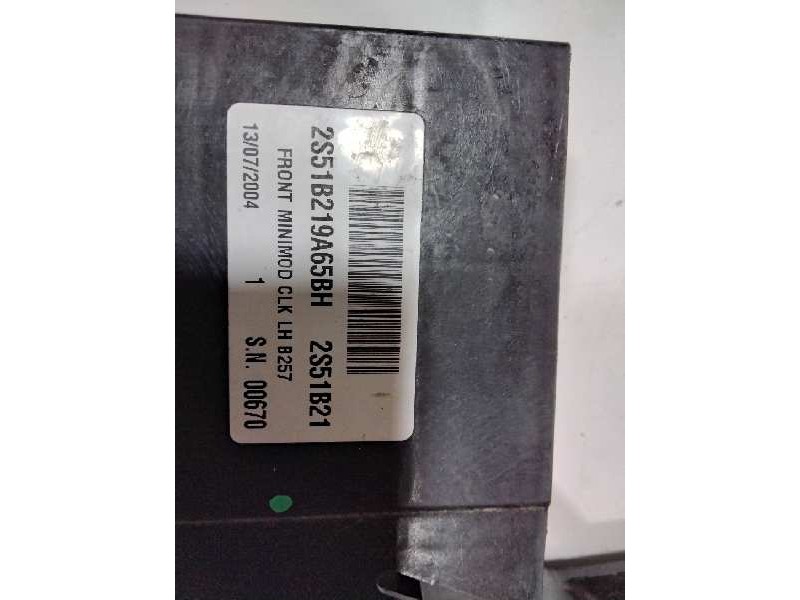 2S51B219A65BH 2S51B21
FRONT MINIMOD CLK LH B257
13/07/2004 1 S.N. 00670